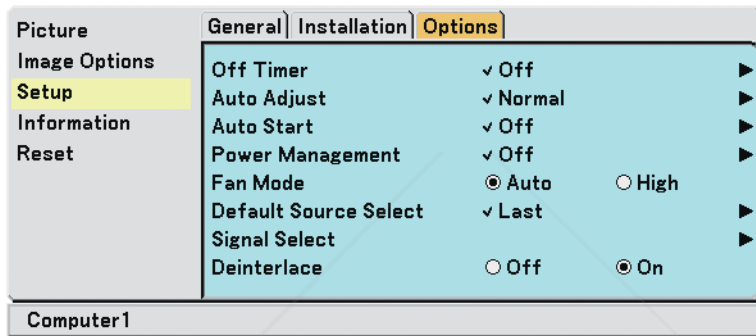 Picture
Image Options
Setup
Information
Reset
General Installation Options
Off Timer ✓ Off ▶
Auto Adjust ✓ Normal ▶
Auto Start ✓ Off ▶
Power Management ✓ Off ▶
Fan Mode ◉ Auto ○ High
Default Source Select ✓ Last ▶
Signal Select ▶
Deinterlace ○ Off ◉ On
Computer1